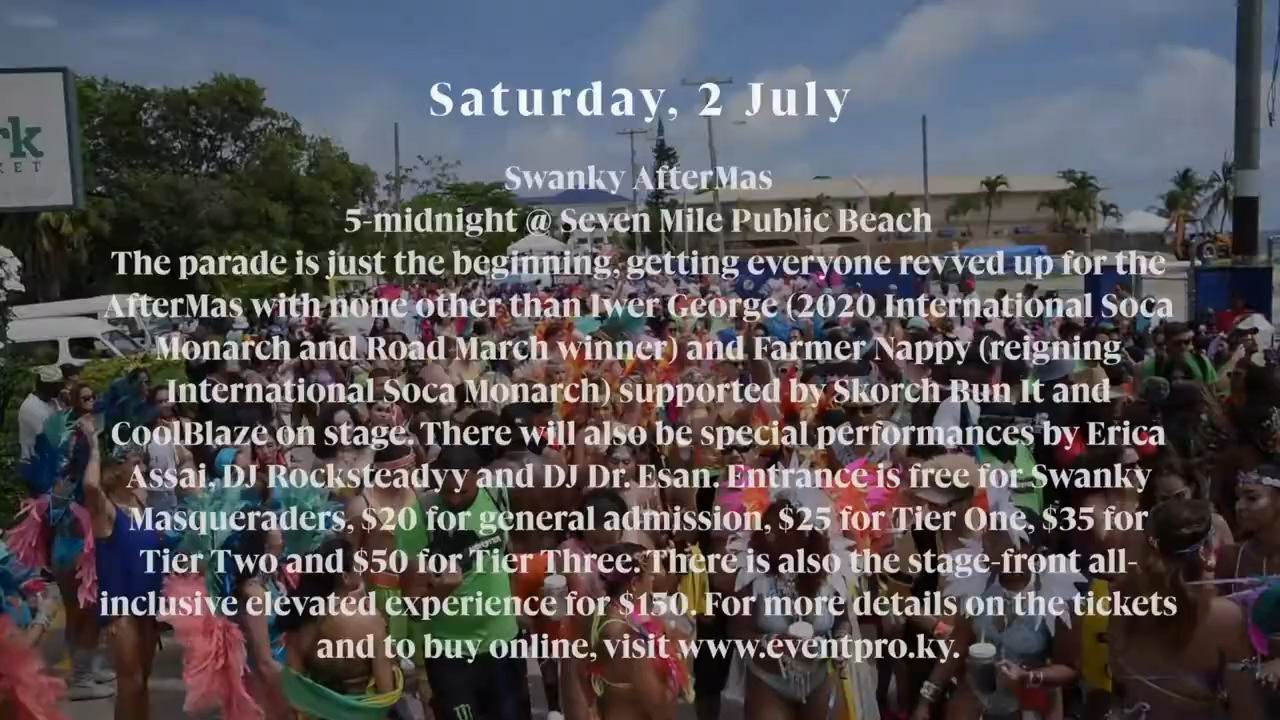 rk
KET
Saturday, 2 July
Swanky AfterMas
5-midnight @ Seven Mile Public Beach
The parade is just the beginning, getting everyone revved up for the
AfterMas with none other than Iwer George (2020 International Soca
Monarch and Road March winner) and Farmer Nappy (reigning
International Soca Monarch) supported by Skorch Bun It and
CoolBlaze on stage. There will also be special performances by Erica
Assai, DJ Rocksteadyy and DJ Dr. Esan. Entrance is free for Swanky
Masqueraders, $20 for general admission, $25 for Tier One, $35 for
Tier Two and $50 for Tier Three. There is also the stage-front all-
inclusive elevated experience for $150. For more details on the tickets
and to buy online, visit www.eventpro.ky.